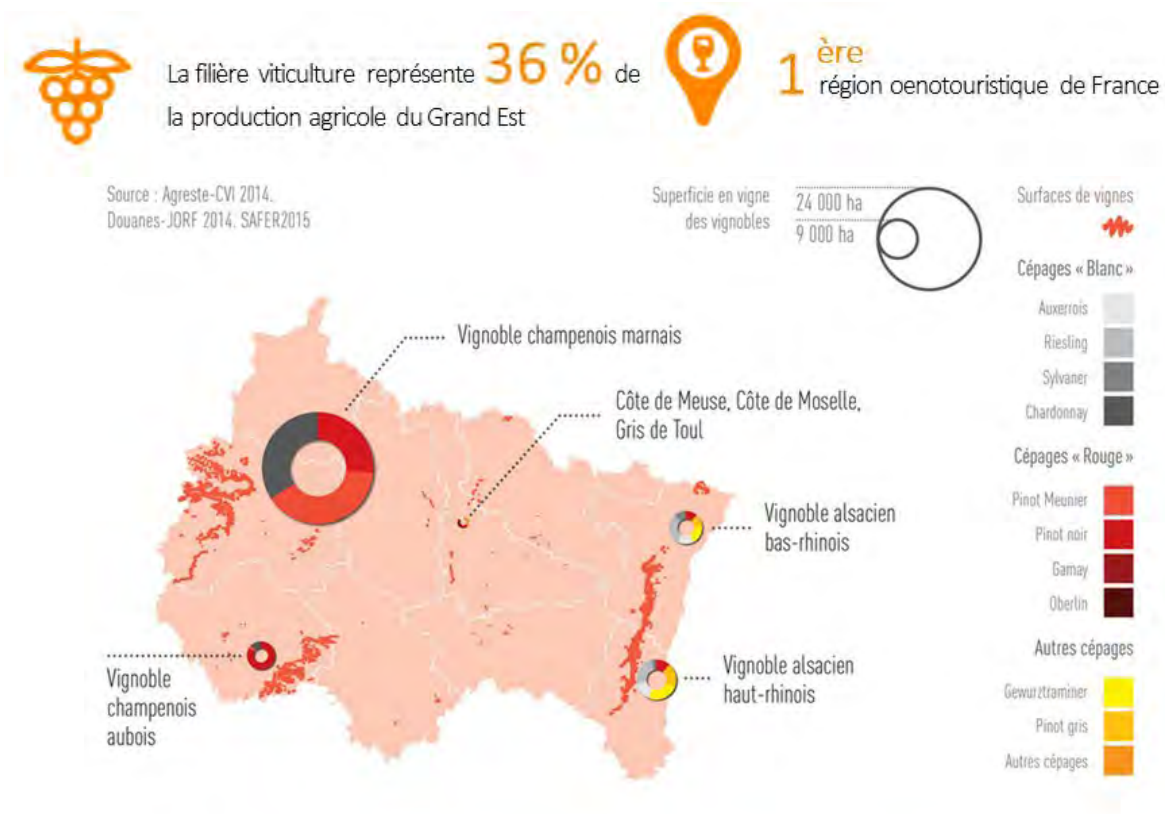 La filière viticulture représente 36 % de
la production agricole du Grand Est
1 ère
région oenotouristique de France
Source : Agreste-CVI 2014.
Douanes-JORF 2014. SAFER2015
Superficie en vigne
des vignobles
24 000 ha
9 000 ha
Surfaces de vignes
Cépages « Blanc »
Auxerrois
Riesling
Sylvaner
Chardonnay
Cépages « Rouge »
Pinot Meunier
Pinot noir
Gamay
Oberlin
Autres cépages
Gewurztraminer
Pinot gris
Autres cépages
Vignoble champenois marnais
Côte de Meuse, Côte de Moselle,
Gris de Toul
Vignoble alsacien
bas-rhinois
Vignoble alsacien
haut-rhinois
Vignoble
champenois
aubois